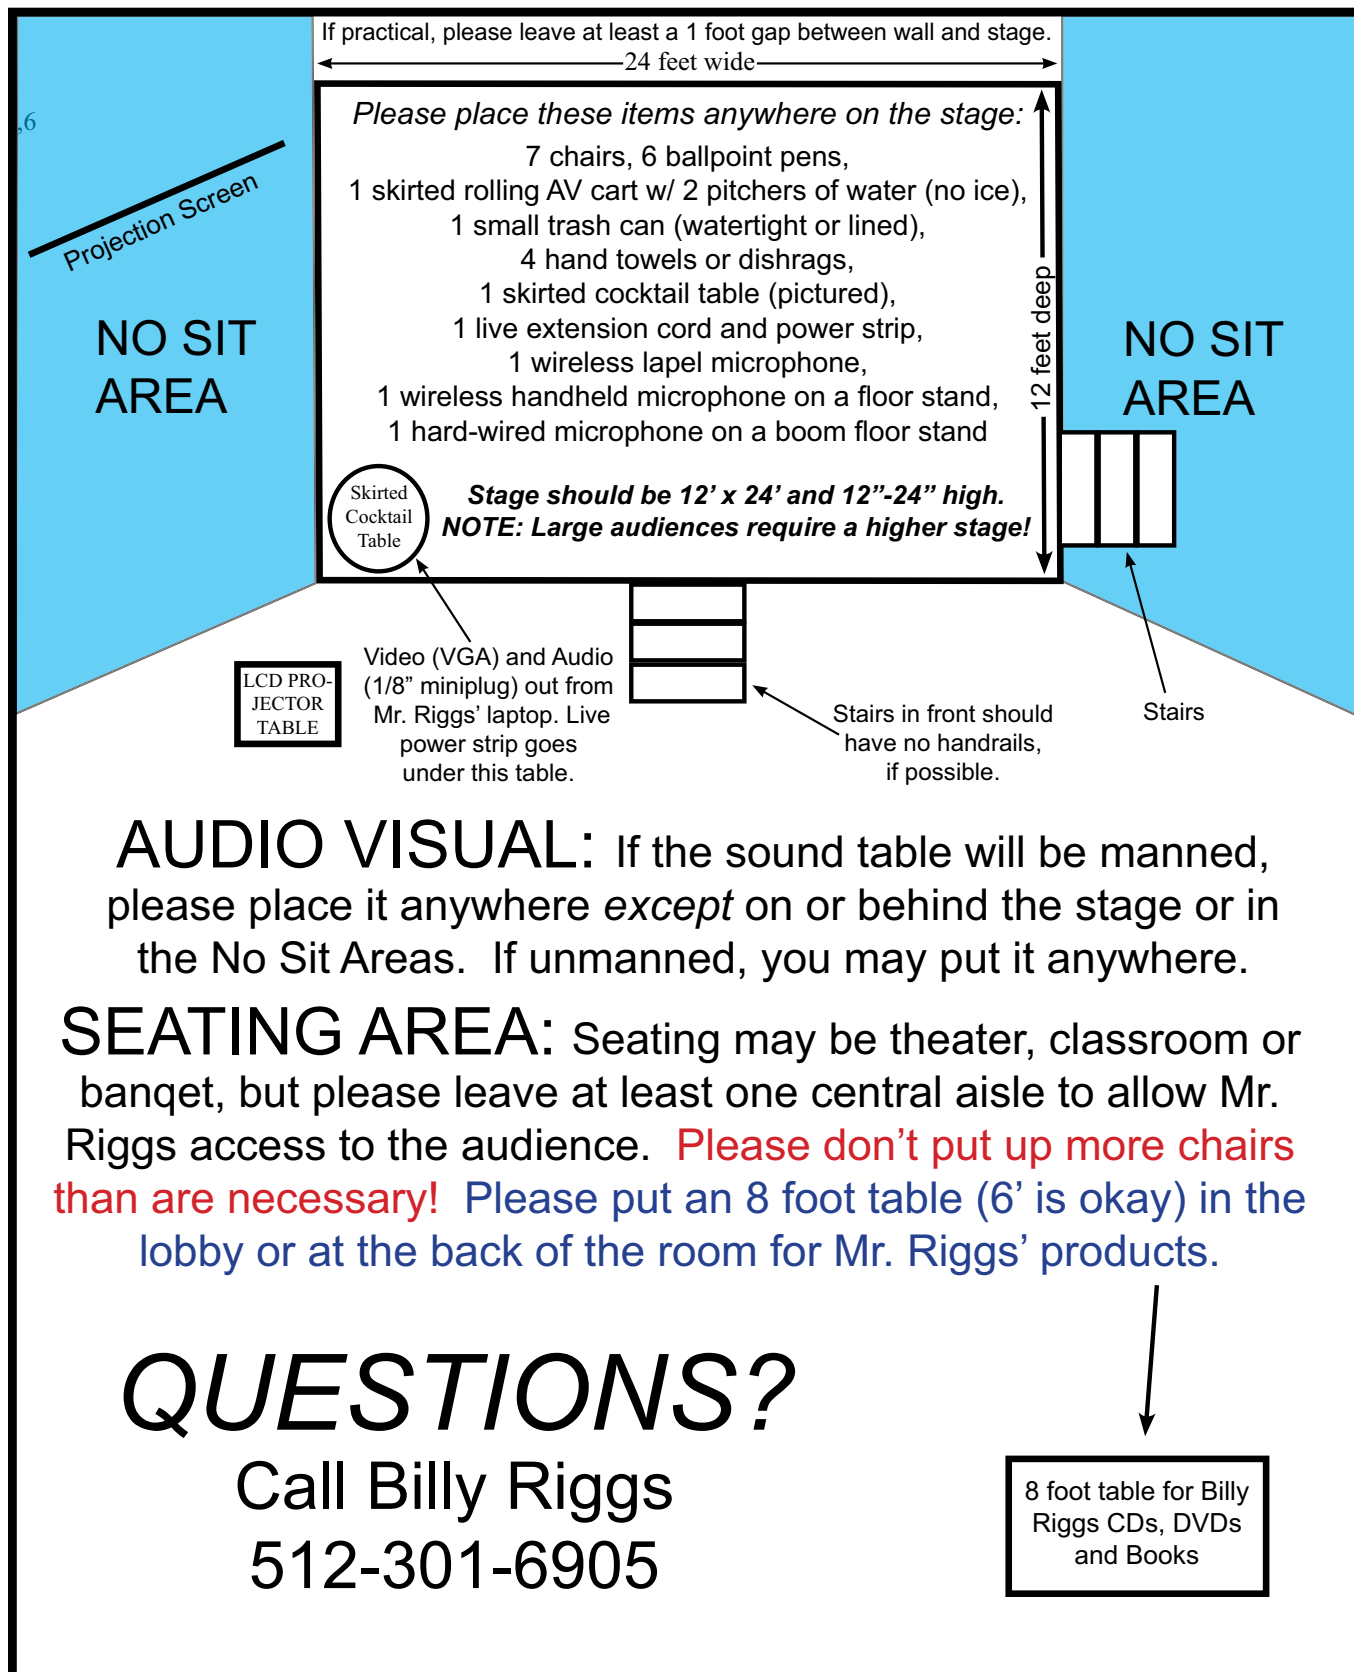 If practical, please leave at least a 1 foot gap between wall and stage.
24 feet wide
Please place these items anywhere on the stage:
7 chairs, 6 ballpoint pens,
1 skirted rolling AV cart w/ 2 pitchers of water (no ice),
1 small trash can (watertight or lined),
4 hand towels or dishrags,
1 skirted cocktail table (pictured),
1 live extension cord and power strip,
1 wireless lapel microphone,
1 wireless handheld microphone on a floor stand,
1 hard-wired microphone on a boom floor stand
Stage should be 12’ x 24’ and 12”-24” high.
NOTE: Large audiences require a higher stage!
12 feet deep
,6
Projection Screen
NO SIT
AREA
NO SIT
AREA
Skirted
Cocktail
Table
LCD PRO-
JECTOR
TABLE
Video (VGA) and Audio
(1/8” miniplug) out from
Mr. Riggs’ laptop. Live
power strip goes
under this table.
Stairs in front should
have no handrails,
if possible.
Stairs
AUDIO VISUAL: If the sound table will be manned,
please place it anywhere except on or behind the stage or in
the No Sit Areas.  If unmanned, you may put it anywhere.
SEATING AREA: Seating may be theater, classroom or
banqet, but please leave at least one central aisle to allow Mr.
Riggs access to the audience.  Please don’t put up more chairs
than are necessary!  Please put an 8 foot table (6’ is okay) in the
lobby or at the back of the room for Mr. Riggs’ products.
QUESTIONS?
Call Billy Riggs
512-301-6905
8 foot table for Billy
Riggs CDs, DVDs
and Books